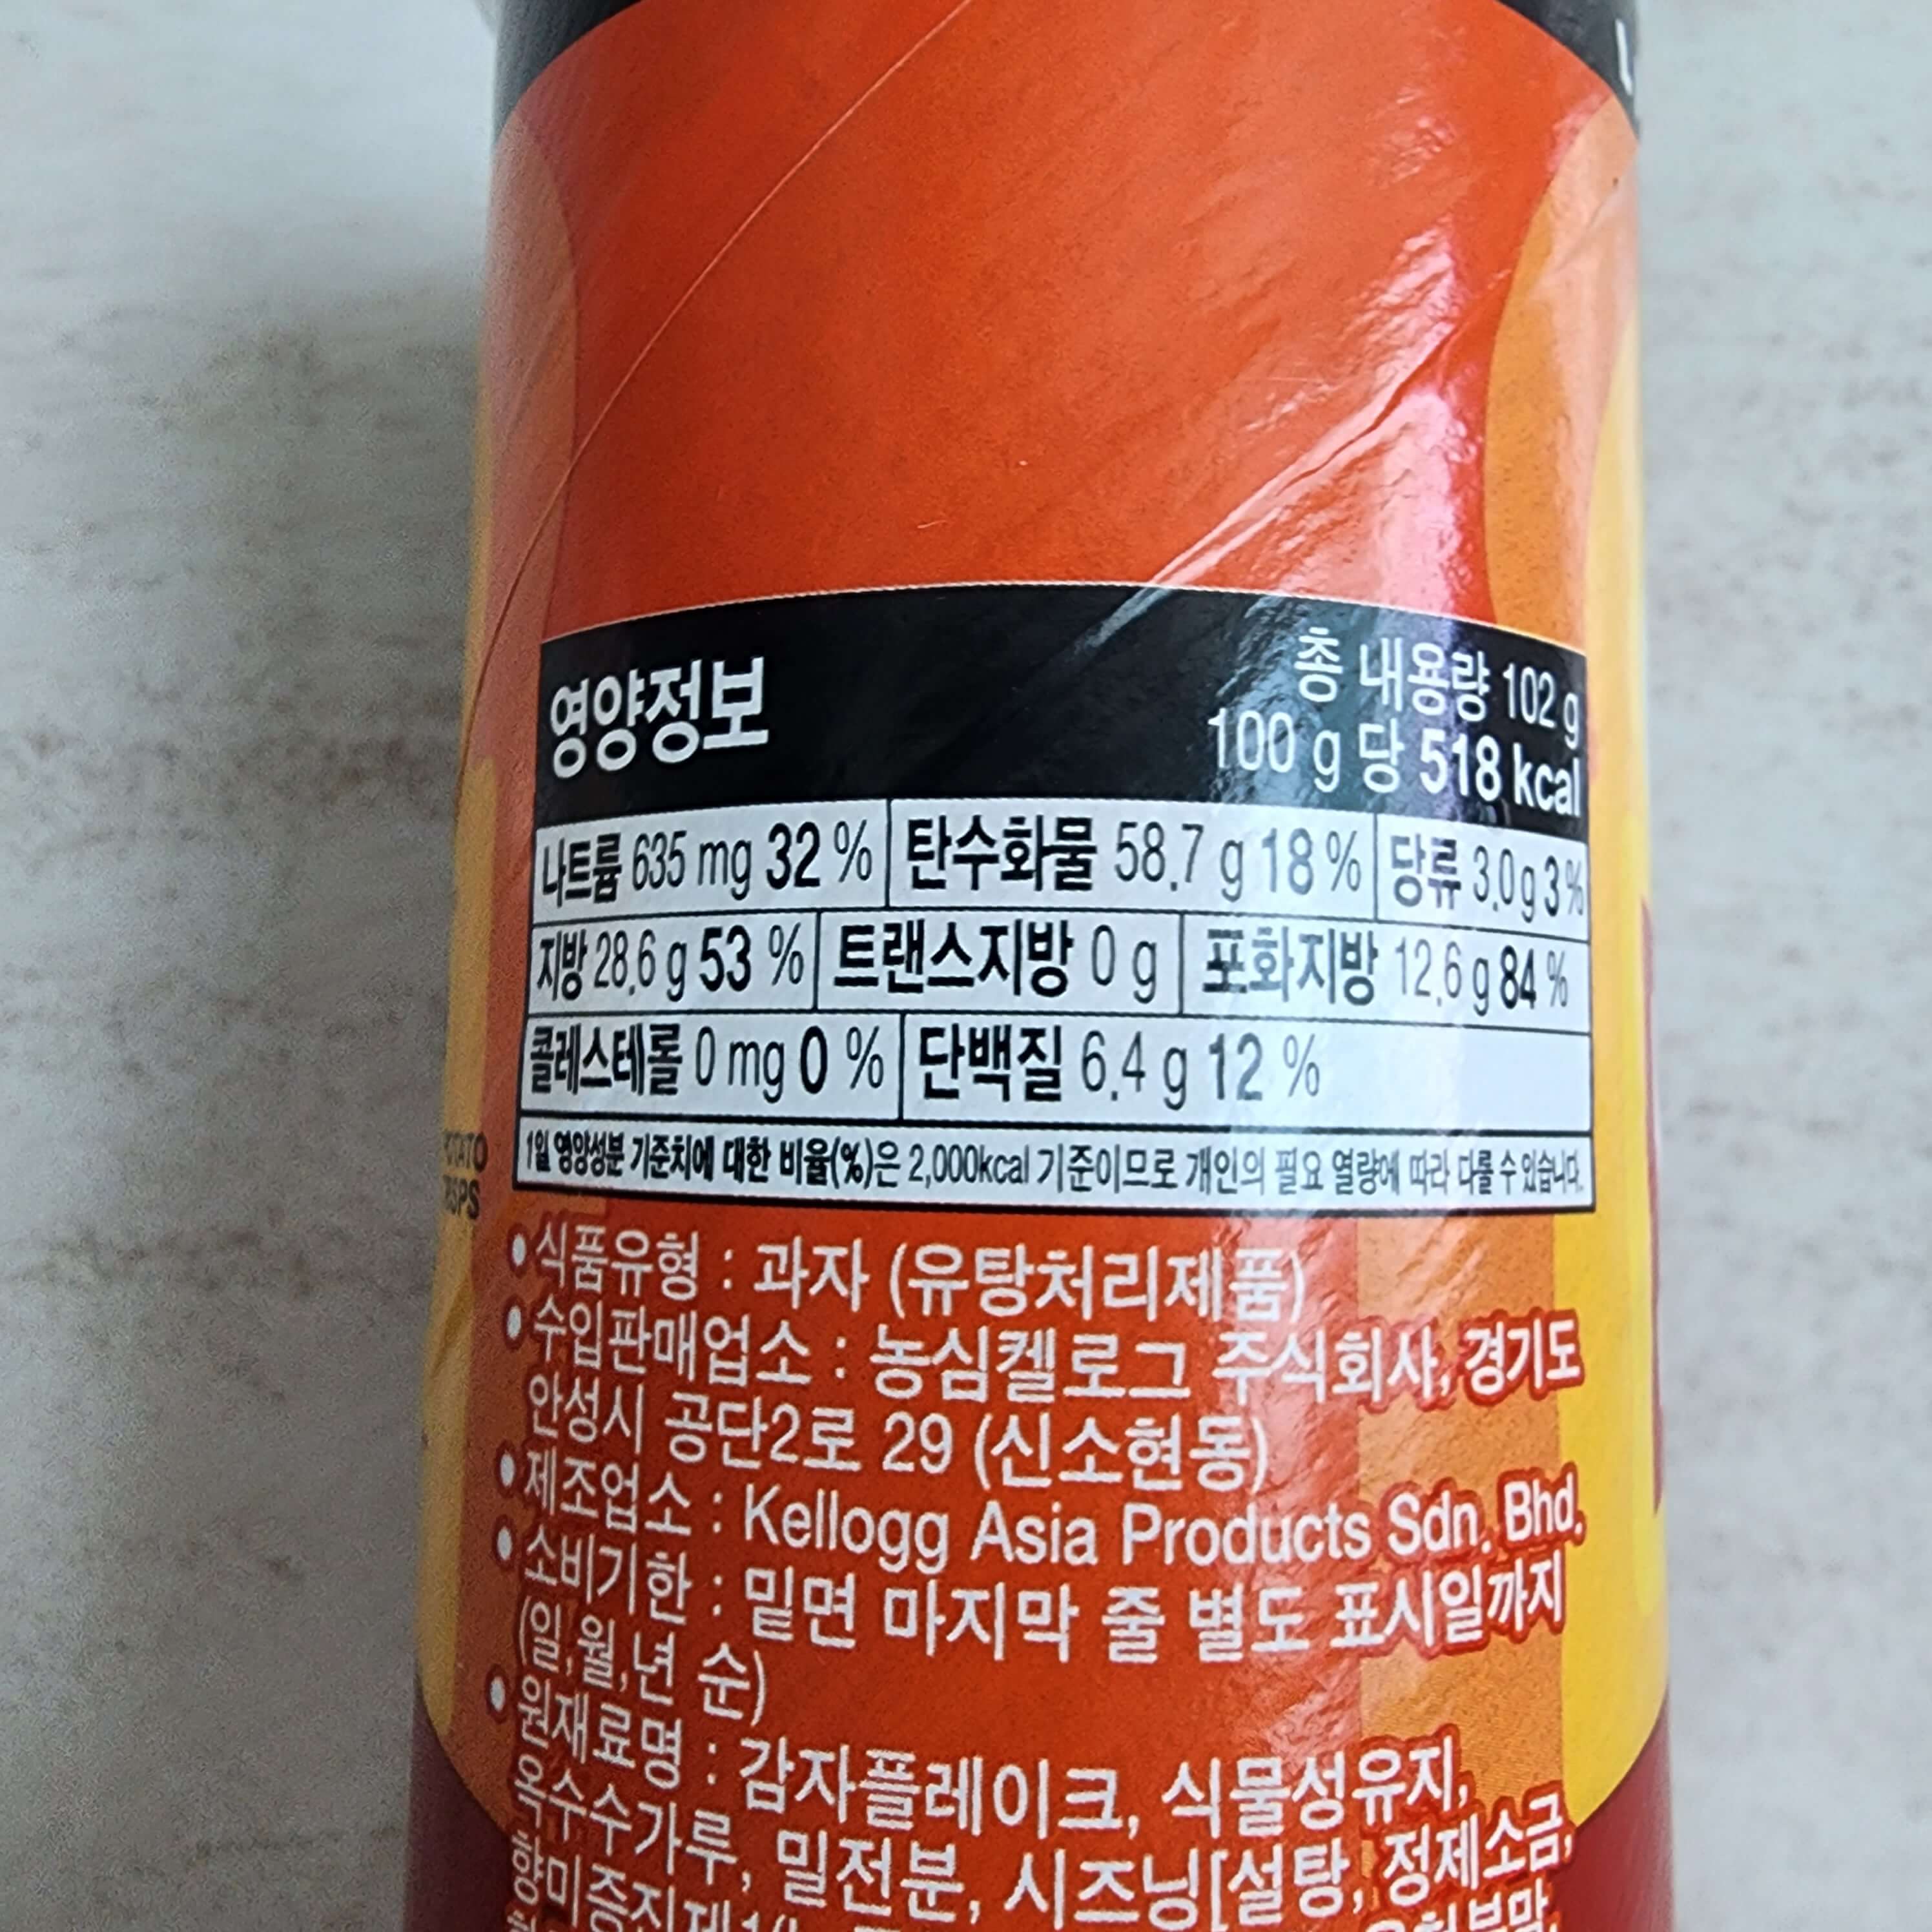 영양정보
총 내용량 102 g
100 g 당 518 kcal
나트륨 635 mg 32 % 탄수화물 58.7 g 18 % 당류 3.0 g 3 %
지방 28.6 g 53 % 트랜스지방 0 g 포화지방 12.6 g 84 %
콜레스테롤 0 mg 0 % 단백질 6.4 g 12 %
1일 영양성분 기준치에 대한 비율(%)은 2,000kcal 기준이므로 개인의 필요 열량에 따라 다를 수 있습니다.
• 식품유형 : 과자 (유탕처리제품)
• 수입판매업소 : 농심켈로그 주식회사, 경기도
안성시 공단2로 29 (신소현동)
• 제조업소 : Kellogg Asia Products Sdn. Bhd.
• 소비기한 : 밑면 마지막 줄 별도 표시일까지
(일,월,년 순)
• 원재료명 : 감자플레이크, 식물성유지,
옥수수가루, 밀전분, 시즈닝[설탕, 정제소금,